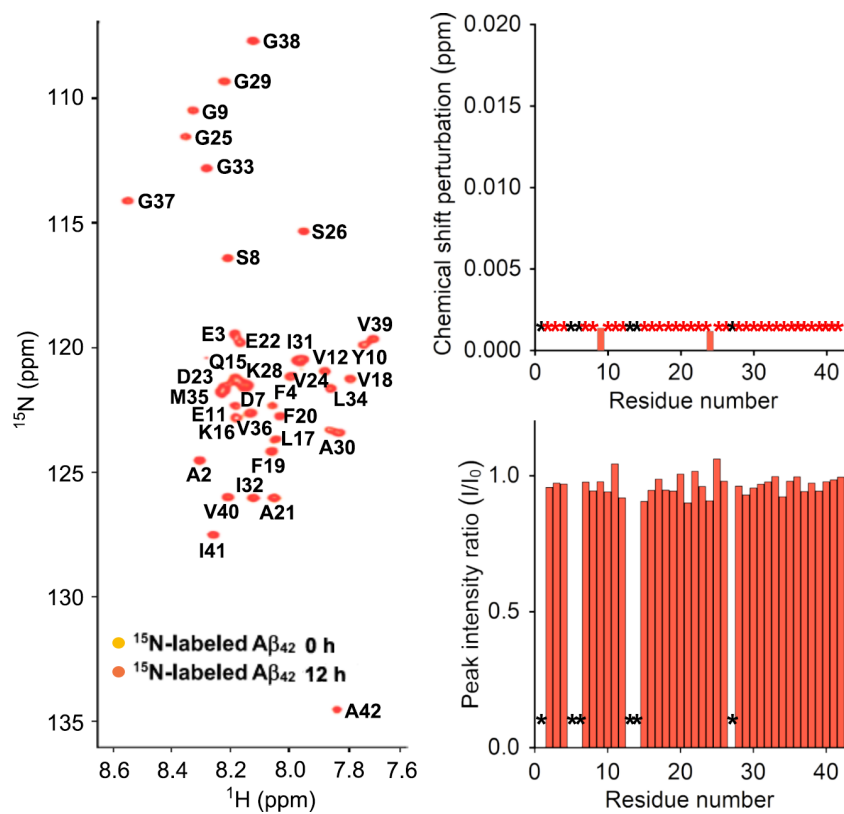 110
115
120
125
130
135
¹⁵N (ppm)
8.6
8.4
8.2
8.0
7.8
7.6
¹H (ppm)
G38
G29
G9
G25
G33
G37
S26
S8
E3
E22
I31
V39
Q15
K28
V12
Y10
D23
V24
V18
M35
D7
F4
L34
E11
F20
K16
V36
L17
A30
F19
A2
I32
V40
A21
I41
A42
¹⁵N-labeled Aβ₄₂ 0 h
¹⁵N-labeled Aβ₄₂ 12 h
Chemical shift perturbation (ppm)
0.020
0.015
0.010
0.005
0.000
0
10
20
30
40
Residue number
Peak intensity ratio (I/I₀)
1.0
0.5
0.0
0
10
20
30
40
Residue number